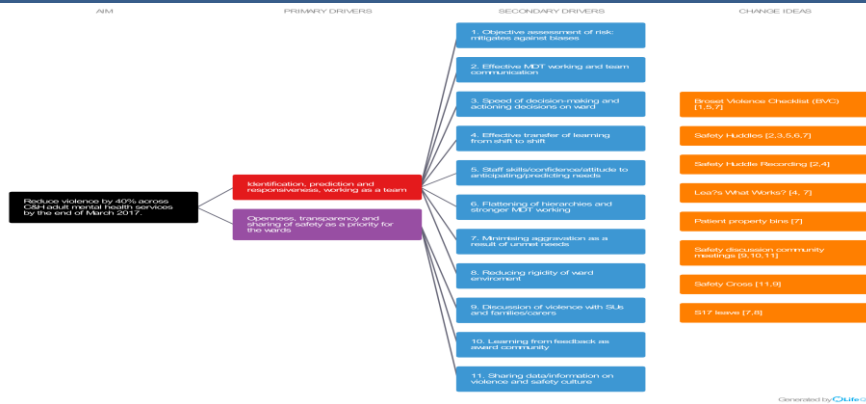 AIM
PRIMARY DRIVERS
SECONDARY DRIVERS
CHANGE IDEAS
Reduce violence by 40% across
C&H adult mental health services
by the end of March 2017.
Identification, prediction and
responsiveness, working as a team
Openness, transparency and
sharing of safety as a priority for
the wards
1. Objective assessment of risk:
mitigates against biases
2. Effective MDT working and team
communication
3. Speed of decision-making and
actioning decisions on ward
4. Effective transfer of learning
from shift to shift
5. Staff skills/confidence/attitude to
anticipating/predicting needs
6. Flattening of hierarchies and
stronger MDT working
7. Minimising aggravation as a
result of unmet needs
8. Reducing rigidity of ward
enviroment
9. Discussion of violence with SUs
and families/carers
10. Learning from feedback as
award community
11. Sharing data/information on
violence and safety culture
Broset Violence Checklist (BVC)
[1,5,7]
Safety Huddles [2,3,5,6,7]
Safety Huddle Recording [2,4]
Lea?s What Works? [4, 7]
Patient property bins [7]
Safety discussion community
meetings [9,10,11]
Safety Cross [11,9]
S17 leave [7,8]
Generated by QI Life